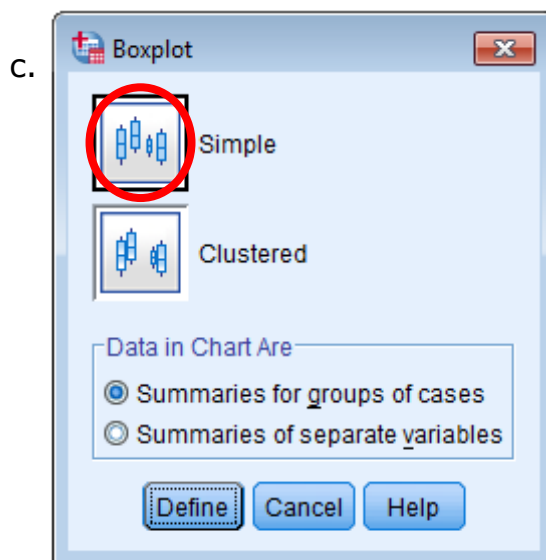 c.
Boxplot
Simple
Clustered
Data in Chart Are
Summaries for groups of cases
Summaries of separate variables
Define Cancel Help